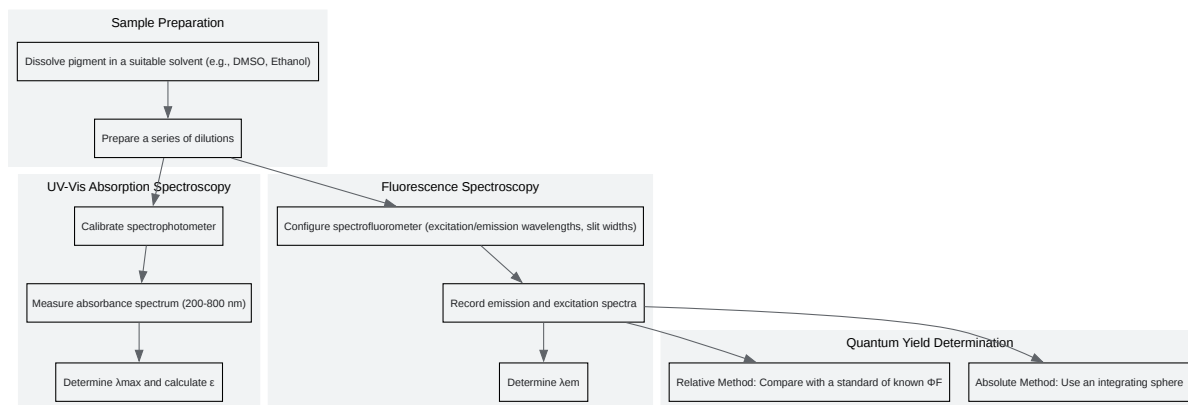 Sample Preparation
Dissolve pigment in a suitable solvent (e.g., DMSO, Ethanol)
Prepare a series of dilutions
UV-Vis Absorption Spectroscopy
Calibrate spectrophotometer
Measure absorbance spectrum (200-800 nm)
Determine λmax and calculate ε
Fluorescence Spectroscopy
Configure spectrofluorometer (excitation/emission wavelengths, slit widths)
Record emission and excitation spectra
Determine λem
Quantum Yield Determination
Relative Method: Compare with a standard of known ΦF
Absolute Method: Use an integrating sphere